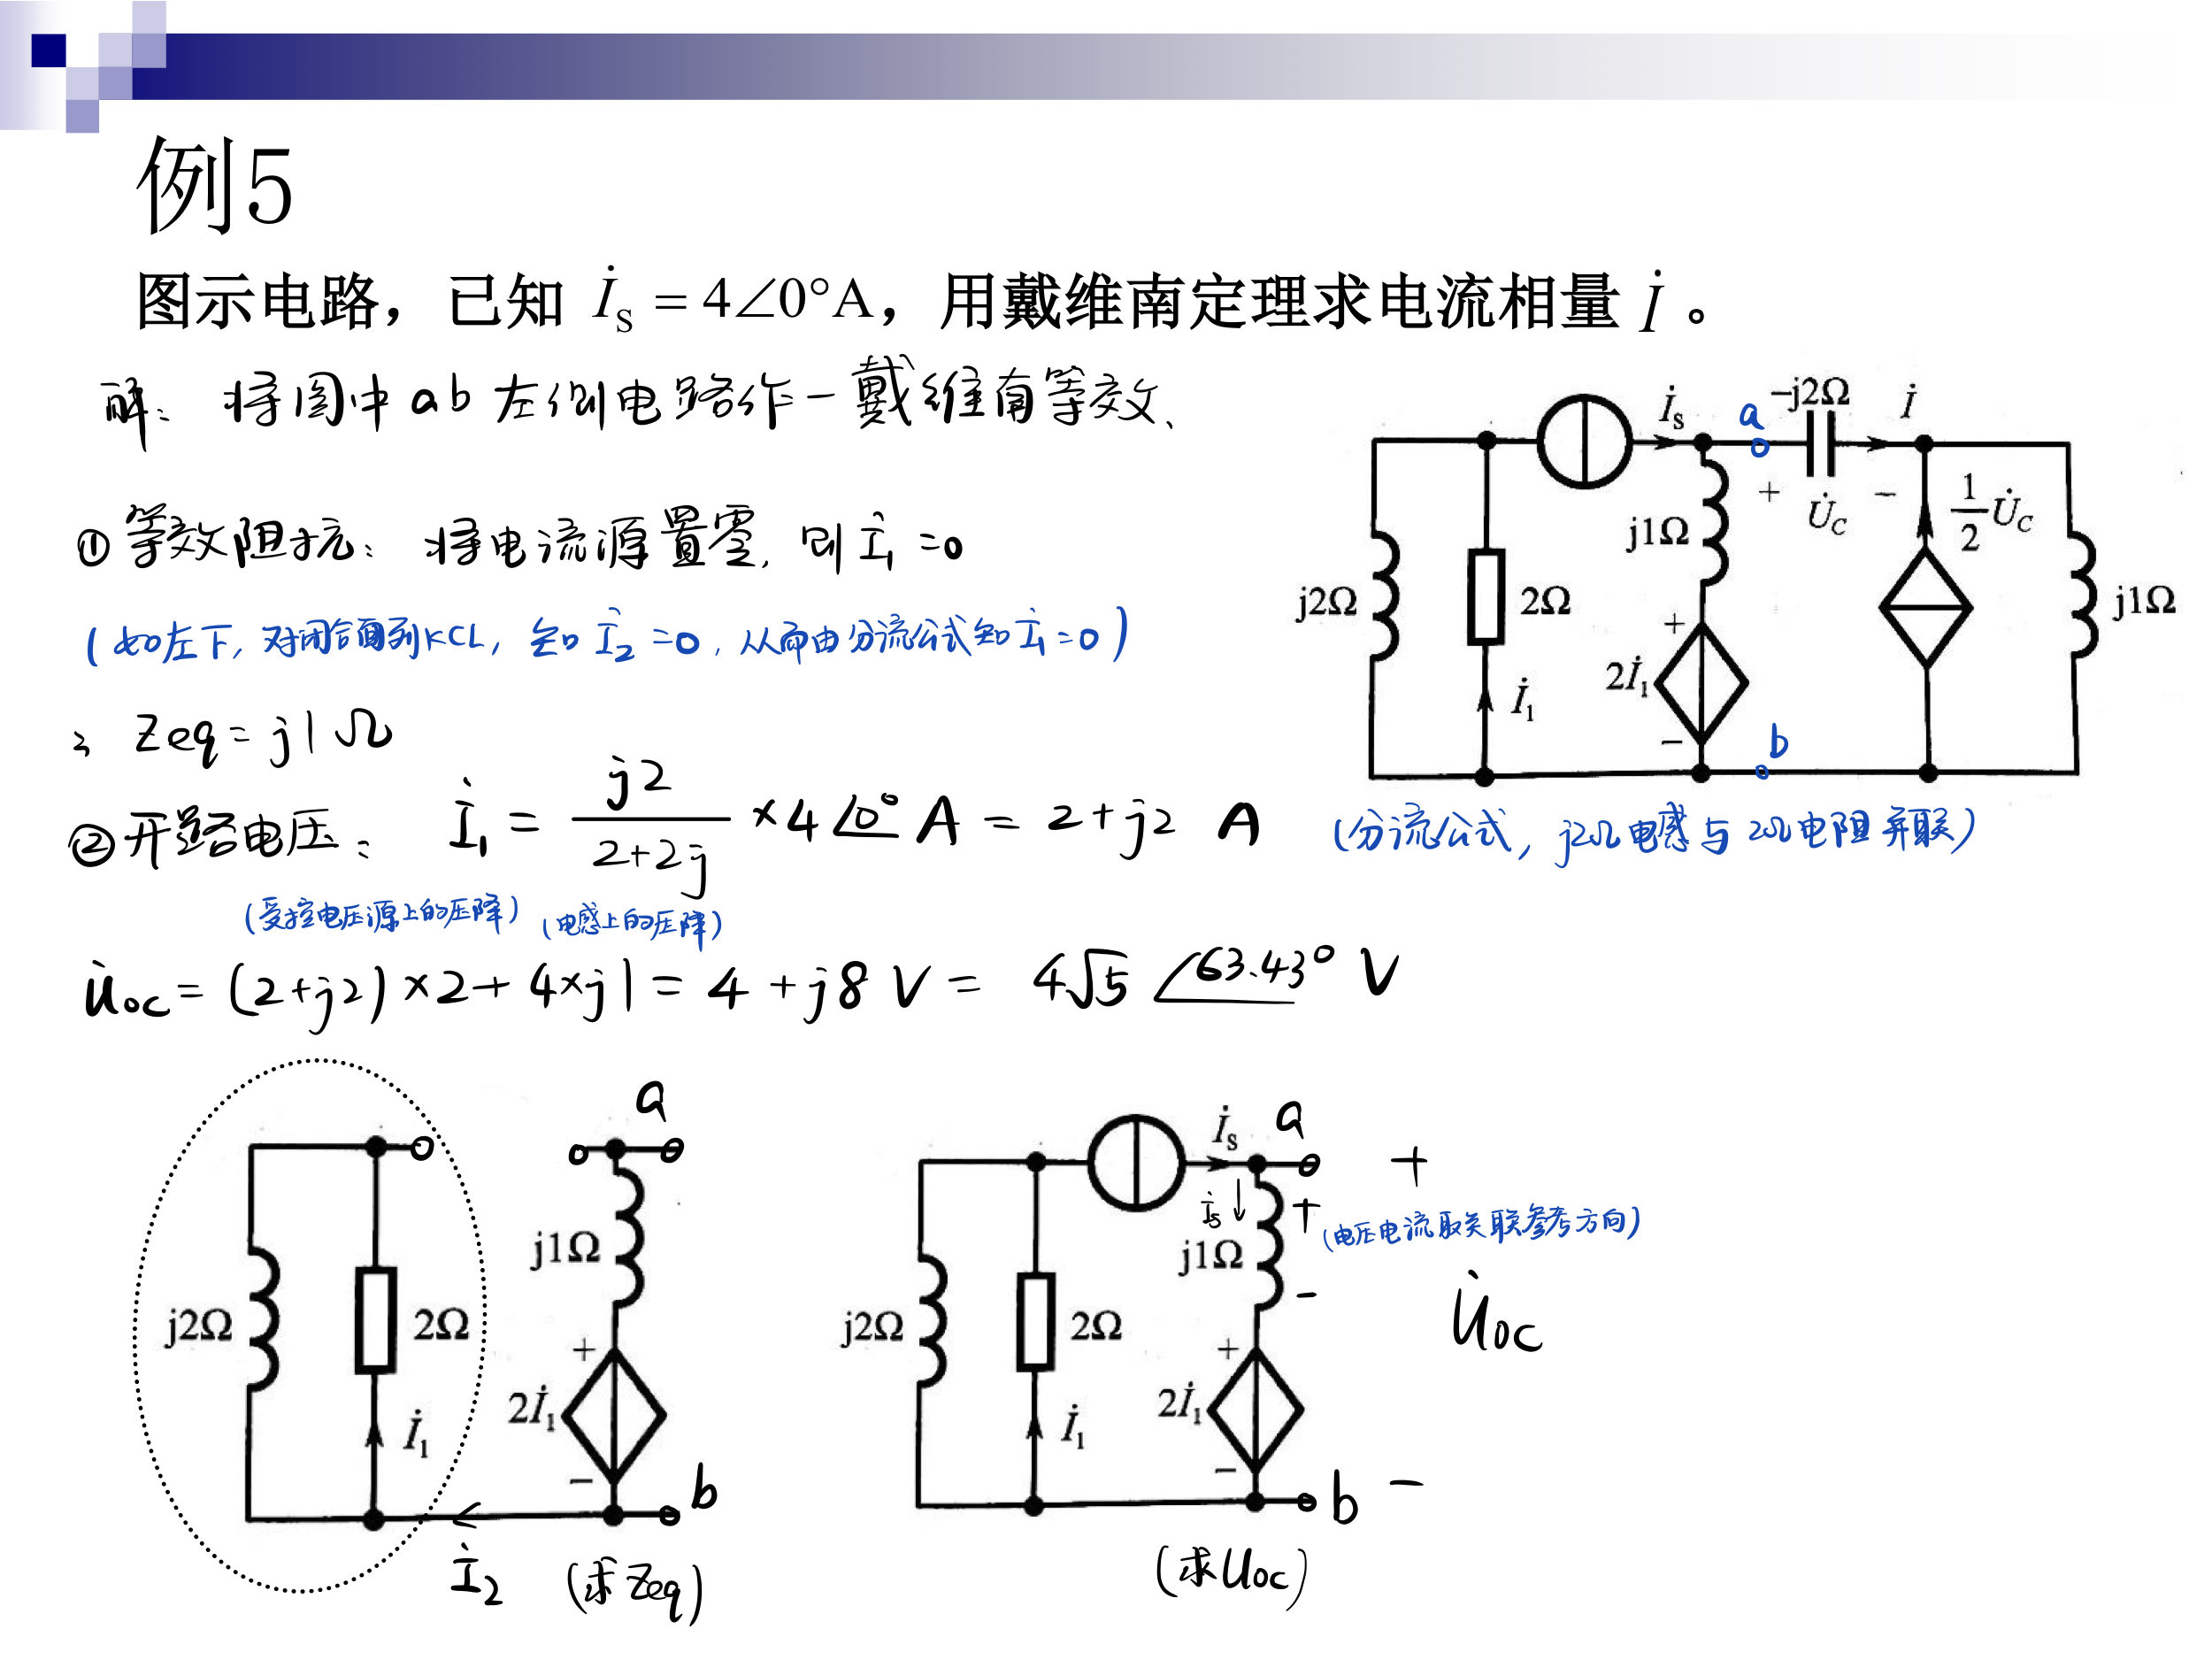 例5
图示电路，已知 İS = 4∠0°A，用戴维南定理求电流相量 İ 。
解：将图中 ab 左侧电路作一戴维南等效、
①等效阻抗：将电流源置零，则 İ1 = 0
(如左下，对闭合面列KCL，知 İ2 = 0，从而由分流公式知 İ1 = 0)
∴ Zeq = j1Ω
②开路电压： İ1 = j2/(2+2j) ×4∠0° A = 2+j2 A (分流公式，j2Ω电感与2Ω电阻并联)
(受控电压源上的压降) (电感上的压降)
U̇oc = (2+j2)×2+4×j1 = 4+j8 V = 4√5 ∠63.43° V
İS a -j2Ω İ
+ U̇C −
j1Ω 1/2 U̇C
j2Ω 2Ω + j1Ω
2İ1
İ1 − b
a
j1Ω
j2Ω 2Ω +
2İ1
İ1 − b
İ2 (求Zeq)
İS a +
İS ↓ + (电压电流取关联参考方向)
j1Ω −
j2Ω 2Ω + U̇oc
2İ1
İ1 − b −
(求Uoc)